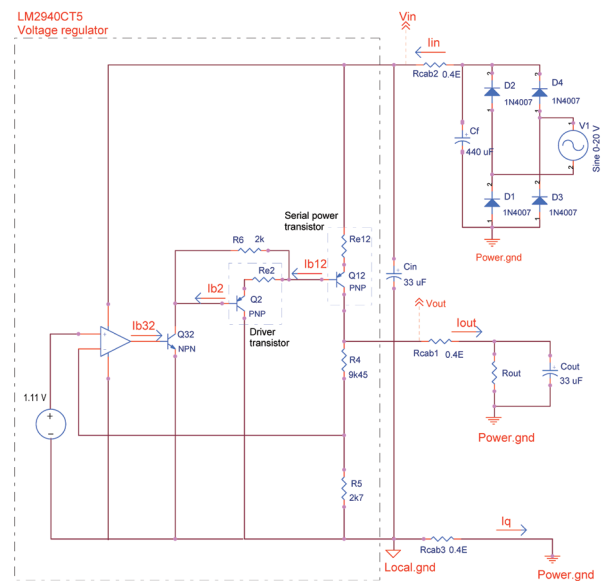 LM2940CT5
Voltage regulator
Vin
Iin
Rcab2 0.4E
D2
1N4007
D4
1N4007
V1
Sine 0-20 V
Cf
440 uF
D1
1N4007
D3
1N4007
Power.gnd
Serial power
transistor
R6 2k
Re12
Ib12
Ib2
Re2
Q12
PNP
Cin
33 uF
Q2
PNP
Vout
Iout
Ib32
Q32
NPN
Driver
transistor
Rcab1 0.4E
R4
9k45
Rout
Cout
33 uF
1.11 V
Power.gnd
R5
2k7
Iq
Local.gnd
Rcab3 0.4E
Power.gnd